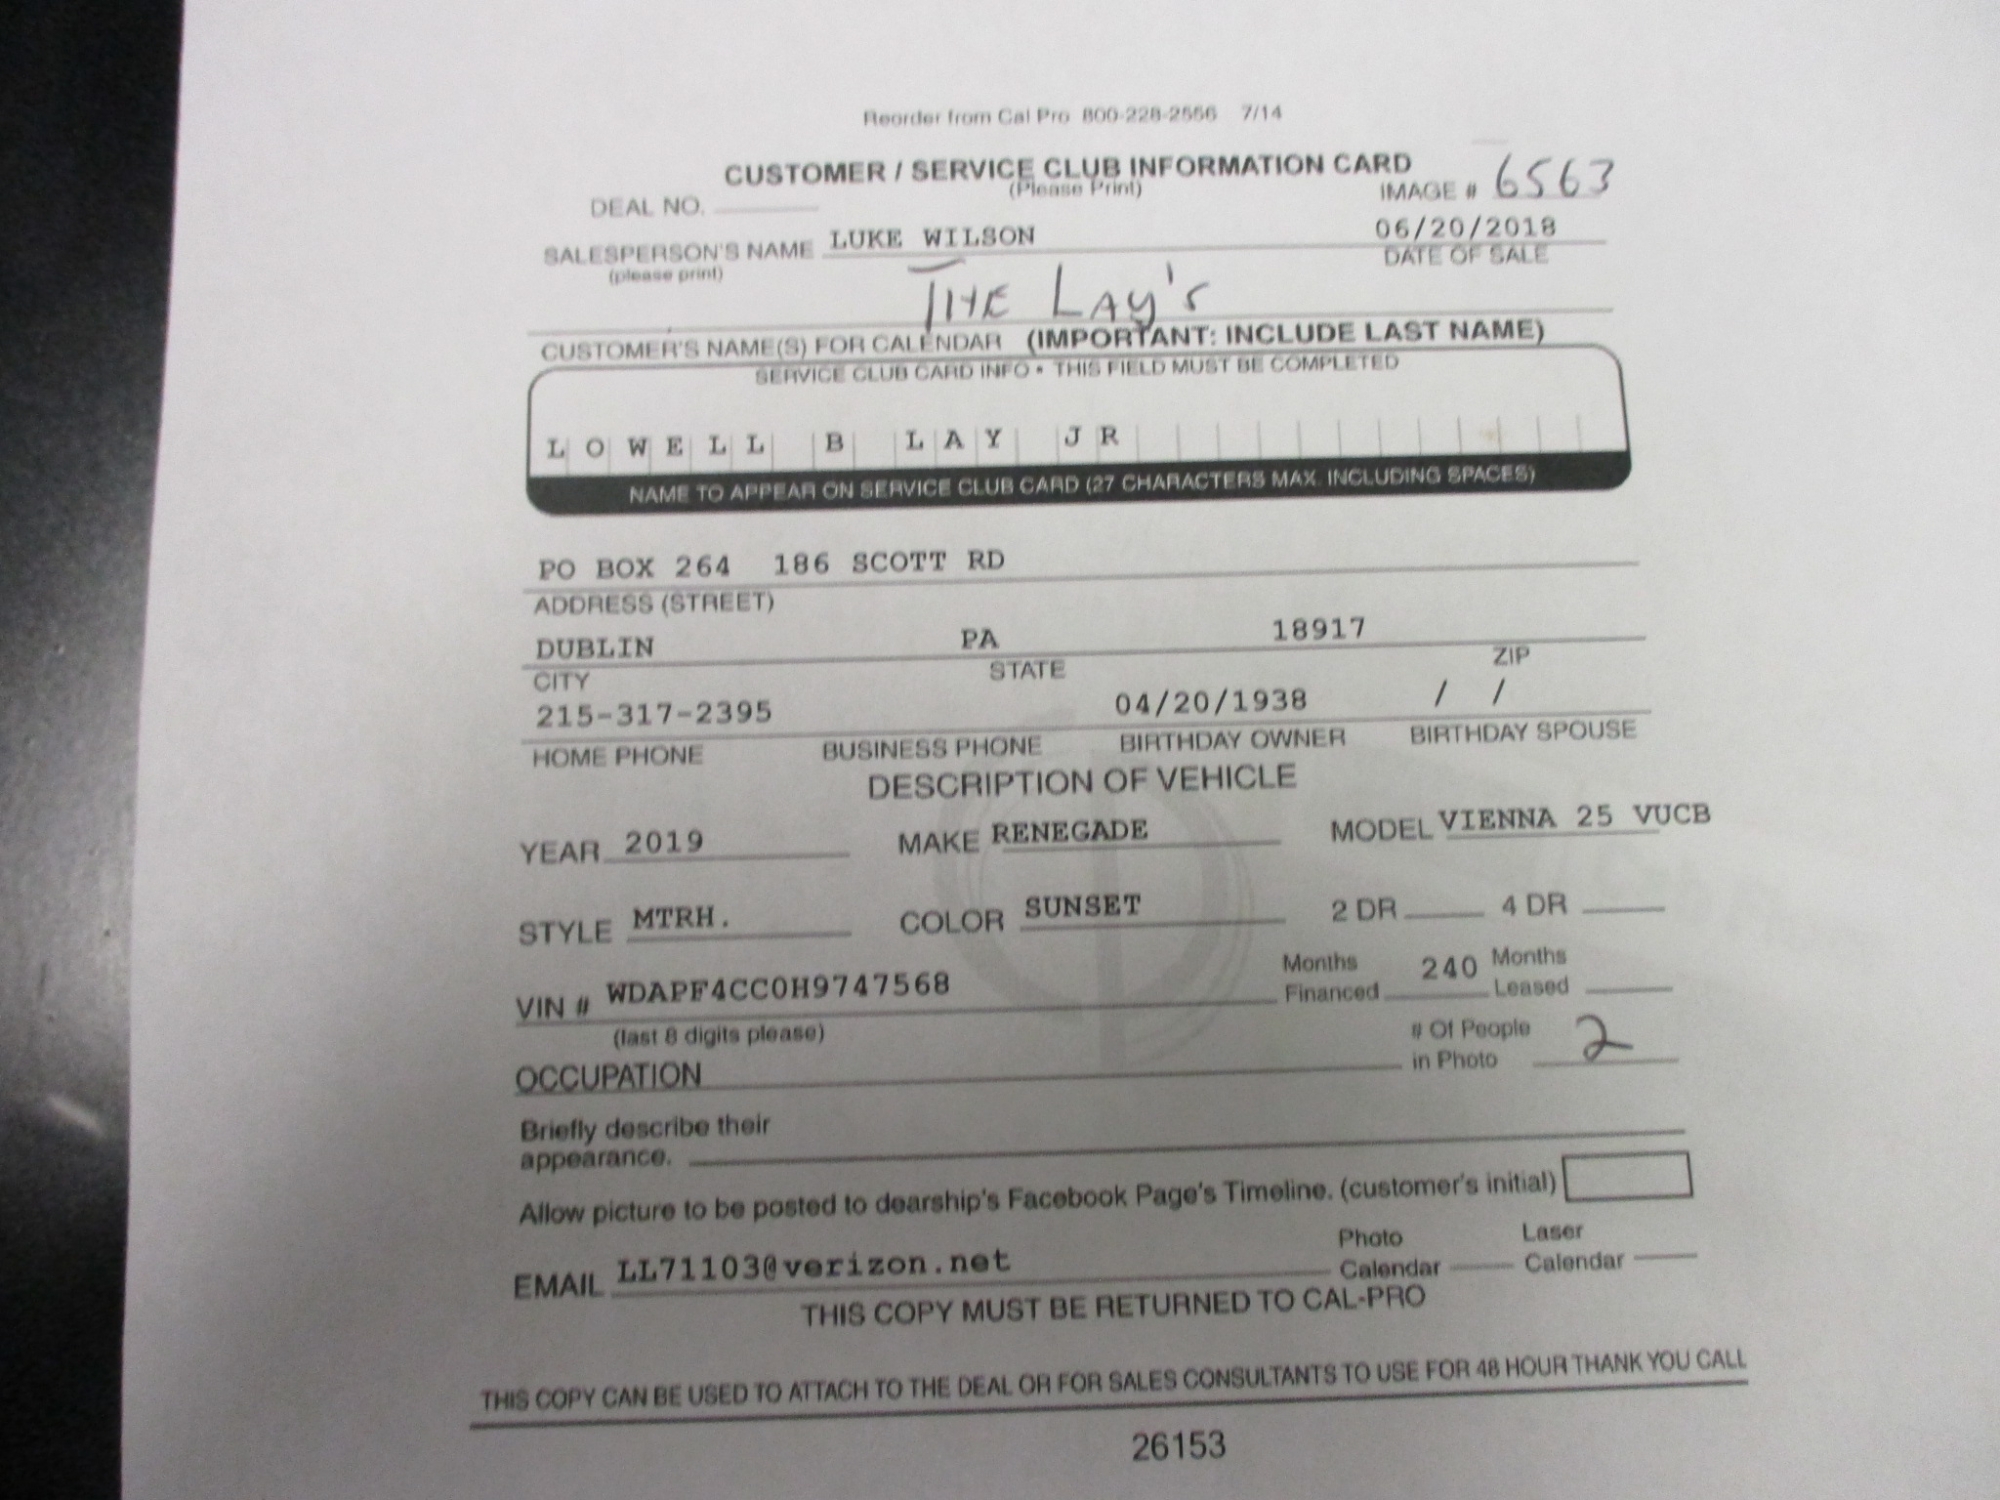 Reorder from Cal Pro 800-228-2556 7/14
CUSTOMER / SERVICE CLUB INFORMATION CARD
(Please Print)
IMAGE # 6563
DEAL NO.
SALESPERSON'S NAME LUKE WILSON 06/20/2018
(please print) DATE OF SALE
THE LAY'S
CUSTOMER'S NAME(S) FOR CALENDAR (IMPORTANT: INCLUDE LAST NAME)
SERVICE CLUB CARD INFO • THIS FIELD MUST BE COMPLETED
LOWELL B LAY JR
NAME TO APPEAR ON SERVICE CLUB CARD (27 CHARACTERS MAX. INCLUDING SPACES)
PO BOX 264 186 SCOTT RD
ADDRESS (STREET)
DUBLIN PA 18917
CITY STATE ZIP
215-317-2395 04/20/1938 / /
HOME PHONE BUSINESS PHONE BIRTHDAY OWNER BIRTHDAY SPOUSE
DESCRIPTION OF VEHICLE
YEAR 2019 MAKE RENEGADE MODEL VIENNA 25 VUCB
STYLE MTRH. COLOR SUNSET 2 DR 4 DR
VIN # WDAPF4CC0H9747568 Months Financed 240 Months Leased
(last 8 digits please)
OCCUPATION # Of People in Photo 2
Briefly describe their
appearance.
Allow picture to be posted to dearship's Facebook Page's Timeline. (customer's initial)
EMAIL LL71103@verizon.net Photo Calendar Laser Calendar
THIS COPY MUST BE RETURNED TO CAL-PRO
THIS COPY CAN BE USED TO ATTACH TO THE DEAL OR FOR SALES CONSULTANTS TO USE FOR 48 HOUR THANK YOU CALL
26153